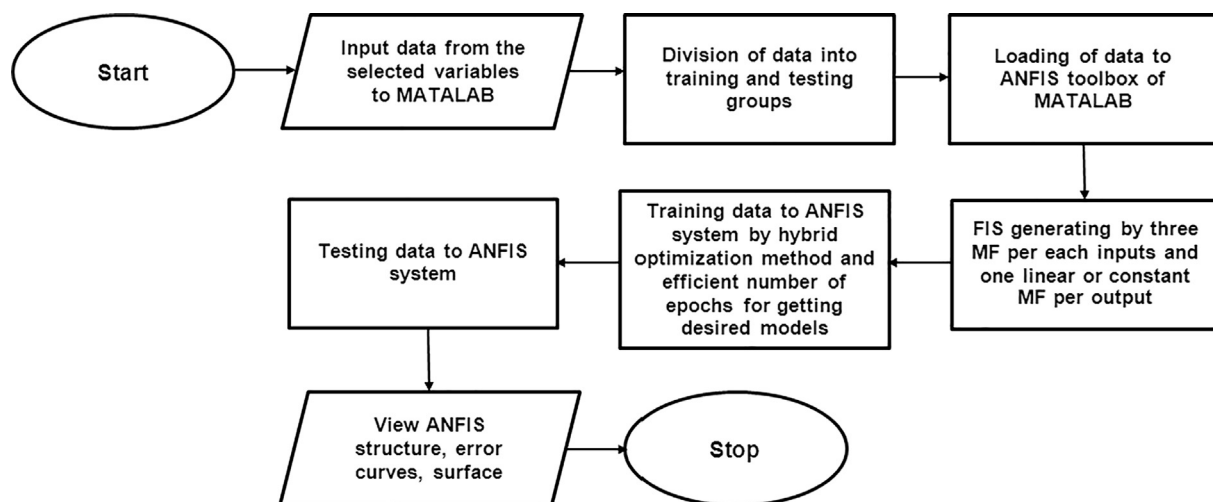 Start
Input data from the
selected variables
to MATALAB
Division of data into
training and testing
groups
Loading of data to
ANFIS toolbox of
MATALAB
FIS generating by three
MF per each inputs and
one linear or constant
MF per output
Training data to ANFIS
system by hybrid
optimization method and
efficient number of
epochs for getting
desired models
Testing data to ANFIS
system
View ANFIS
structure, error
curves, surface
Stop